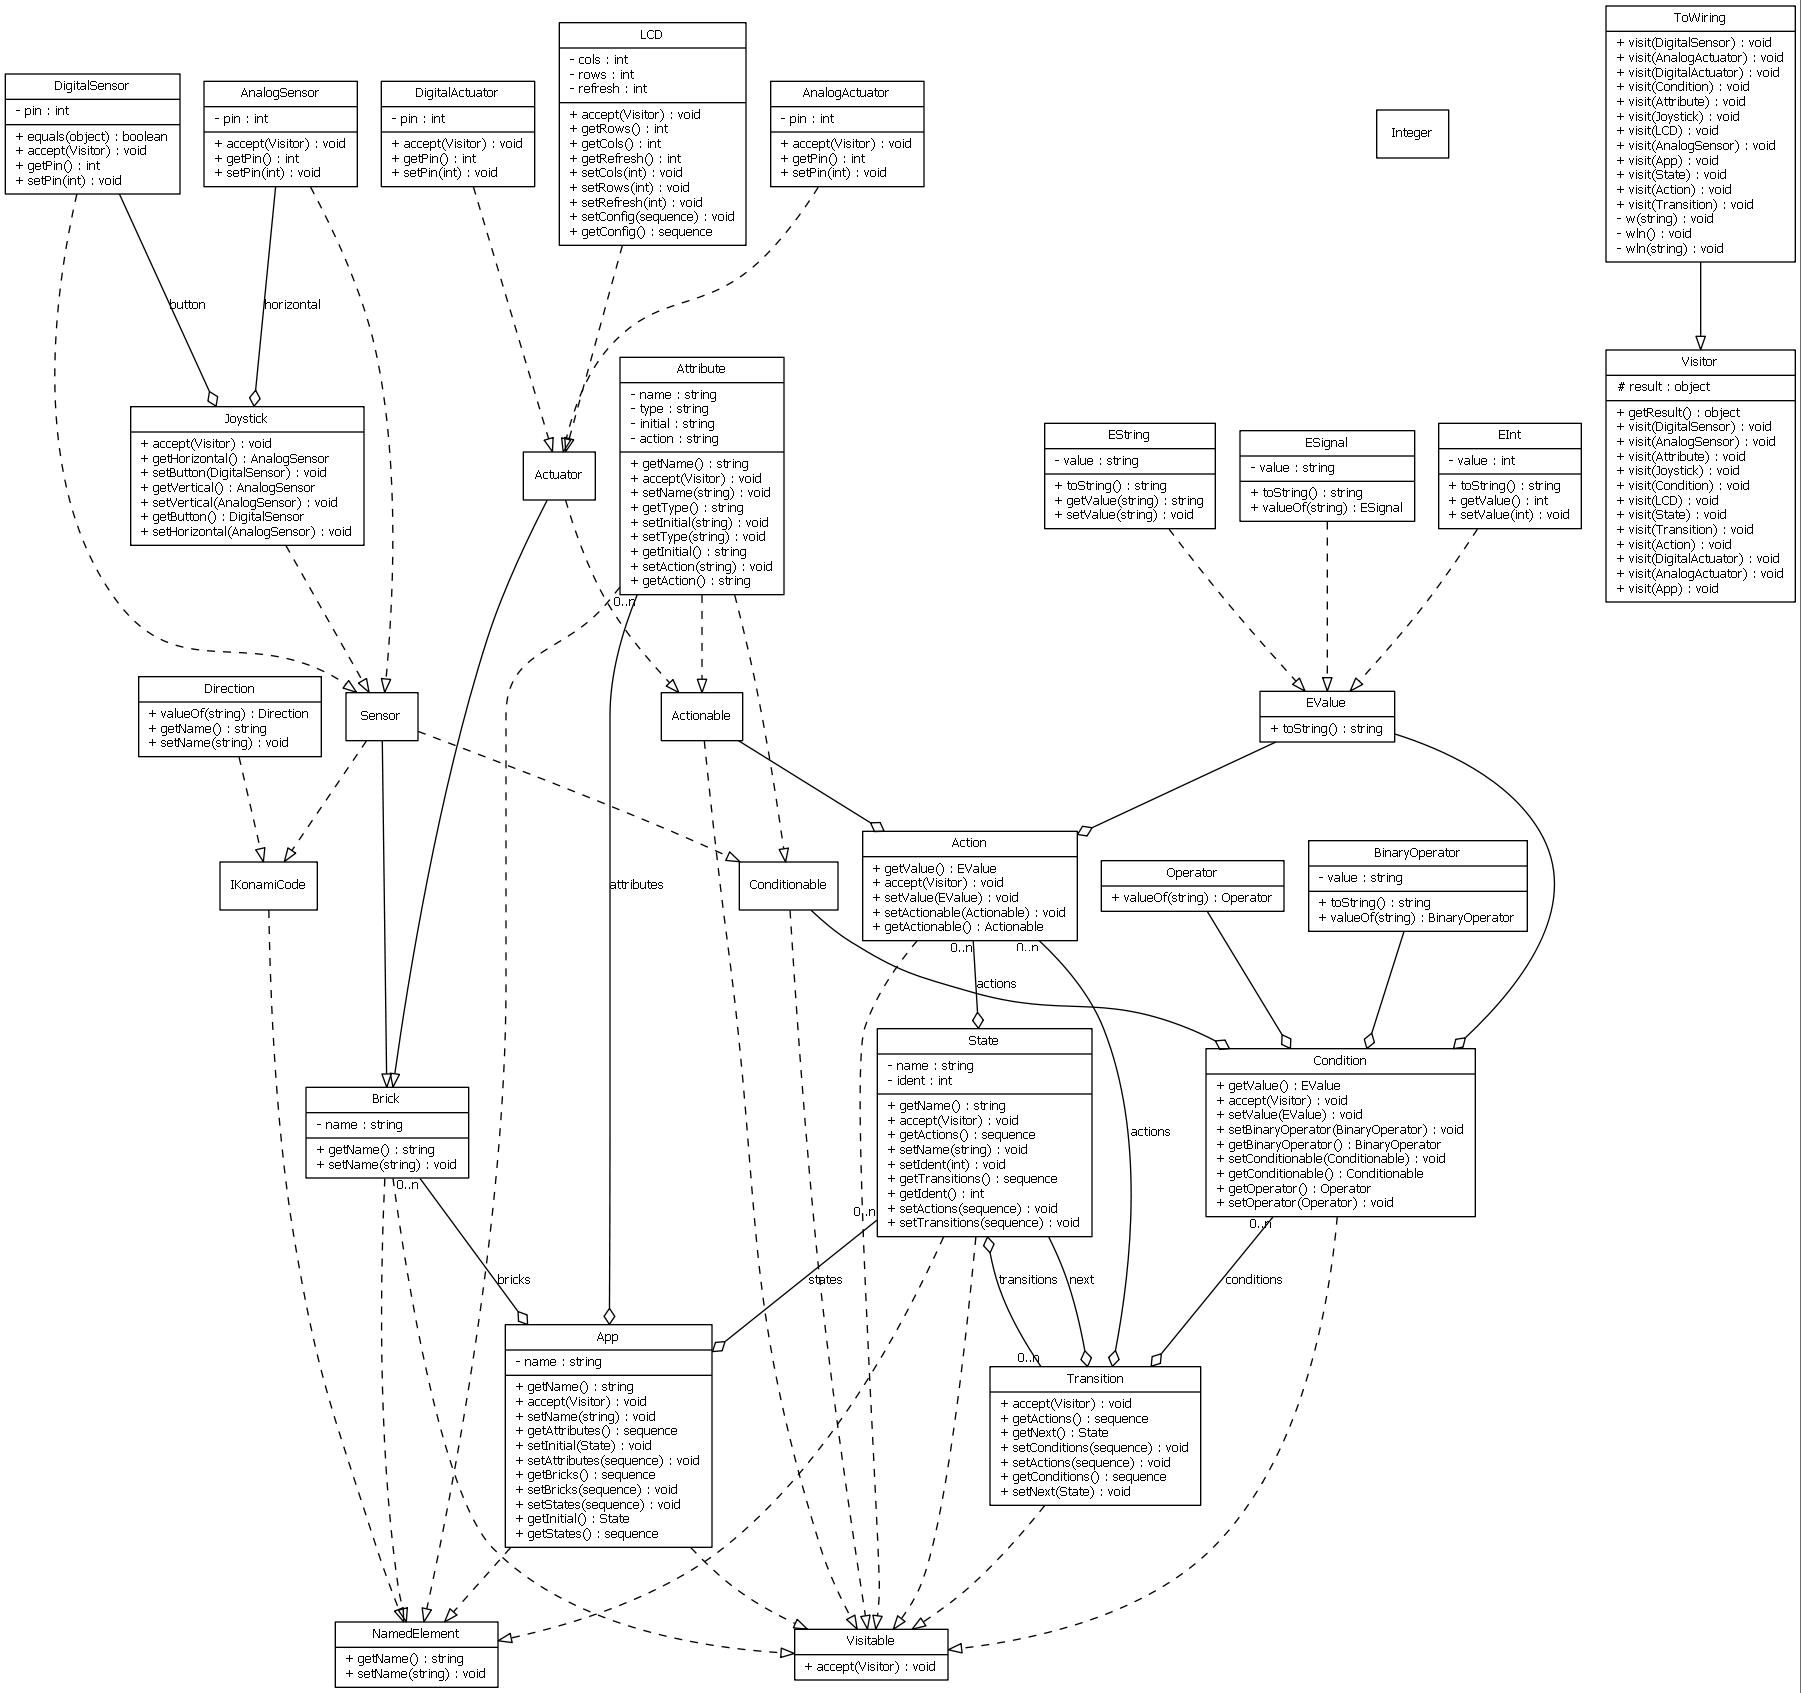 DigitalSensor
- pin : int
+ equals(object) : boolean
+ accept(Visitor) : void
+ getPin() : int
+ setPin(int) : void
AnalogSensor
- pin : int
+ accept(Visitor) : void
+ getPin() : int
+ setPin(int) : void
DigitalActuator
- pin : int
+ accept(Visitor) : void
+ getPin() : int
+ setPin(int) : void
LCD
- cols : int
- rows : int
- refresh : int
+ accept(Visitor) : void
+ getRows() : int
+ getCols() : int
+ getRefresh() : int
+ setCols(int) : void
+ setRows(int) : void
+ setRefresh(int) : void
+ setConfig(sequence) : void
+ getConfig() : sequence
AnalogActuator
- pin : int
+ accept(Visitor) : void
+ getPin() : int
+ setPin(int) : void
Integer
ToWiring
+ visit(DigitalSensor) : void
+ visit(AnalogActuator) : void
+ visit(DigitalActuator) : void
+ visit(Condition) : void
+ visit(Attribute) : void
+ visit(Joystick) : void
+ visit(LCD) : void
+ visit(AnalogSensor) : void
+ visit(App) : void
+ visit(State) : void
+ visit(Action) : void
+ visit(Transition) : void
- w(string) : void
- wln() : void
- wln(string) : void
button
horizontal
Joystick
+ accept(Visitor) : void
+ getHorizontal() : AnalogSensor
+ setButton(DigitalSensor) : void
+ getVertical() : AnalogSensor
+ setVertical(AnalogSensor) : void
+ getButton() : DigitalSensor
+ setHorizontal(AnalogSensor) : void
Actuator
Attribute
- name : string
- type : string
- initial : string
- action : string
+ getName() : string
+ accept(Visitor) : void
+ setName(string) : void
+ getType() : string
+ setInitial(string) : void
+ setType(string) : void
+ getInitial() : string
+ setAction(string) : void
+ getAction() : string
0..n
EString
- value : string
+ toString() : string
+ getValue(string) : string
+ setValue(string) : void
ESignal
- value : string
+ toString() : string
+ valueOf(string) : ESignal
EInt
- value : int
+ toString() : string
+ getValue() : int
+ setValue(int) : void
Visitor
# result : object
+ getResult() : object
+ visit(DigitalSensor) : void
+ visit(AnalogSensor) : void
+ visit(Attribute) : void
+ visit(Joystick) : void
+ visit(Condition) : void
+ visit(LCD) : void
+ visit(State) : void
+ visit(Transition) : void
+ visit(Action) : void
+ visit(DigitalActuator) : void
+ visit(AnalogActuator) : void
+ visit(App) : void
Direction
+ valueOf(string) : Direction
+ getName() : string
+ setName(string) : void
Sensor
Actionable
EValue
+ toString() : string
IKonamiCode
attributes
Conditionable
Action
+ getValue() : EValue
+ accept(Visitor) : void
+ setValue(EValue) : void
+ setActionable(Actionable) : void
+ getActionable() : Actionable
0..n
0..n
Operator
+ valueOf(string) : Operator
BinaryOperator
- value : string
+ toString() : string
+ valueOf(string) : BinaryOperator
actions
State
- name : string
- ident : int
+ getName() : string
+ accept(Visitor) : void
+ getActions() : sequence
+ setName(string) : void
+ setIdent(int) : void
+ getTransitions() : sequence
+ getIdent() : int
+ setActions(sequence) : void
+ setTransitions(sequence) : void
0..n
actions
Condition
+ getValue() : EValue
+ accept(Visitor) : void
+ setValue(EValue) : void
+ setBinaryOperator(BinaryOperator) : void
+ getBinaryOperator() : BinaryOperator
+ setConditionable(Conditionable) : void
+ getConditionable() : Conditionable
+ getOperator() : Operator
+ setOperator(Operator) : void
0..n
Brick
- name : string
+ getName() : string
+ setName(string) : void
0..n
bricks
states
transitions
next
conditions
App
- name : string
+ getName() : string
+ accept(Visitor) : void
+ setName(string) : void
+ getAttributes() : sequence
+ setInitial(State) : void
+ setAttributes(sequence) : void
+ getBricks() : sequence
+ setBricks(sequence) : void
+ setStates(sequence) : void
+ getInitial() : State
+ getStates() : sequence
0..n
Transition
+ accept(Visitor) : void
+ getActions() : sequence
+ getNext() : State
+ setConditions(sequence) : void
+ setActions(sequence) : void
+ getConditions() : sequence
+ setNext(State) : void
NamedElement
+ getName() : string
+ setName(string) : void
Visitable
+ accept(Visitor) : void